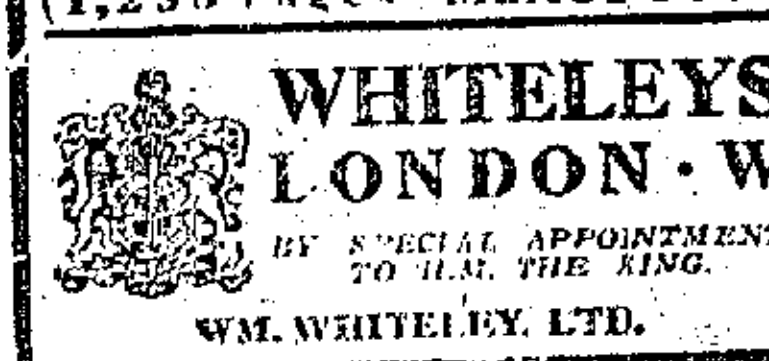 WHITELEYS
LONDON · W
BY SPECIAL APPOINTMENT
TO H.M. THE KING.
WM. WHITELEY, LTD.